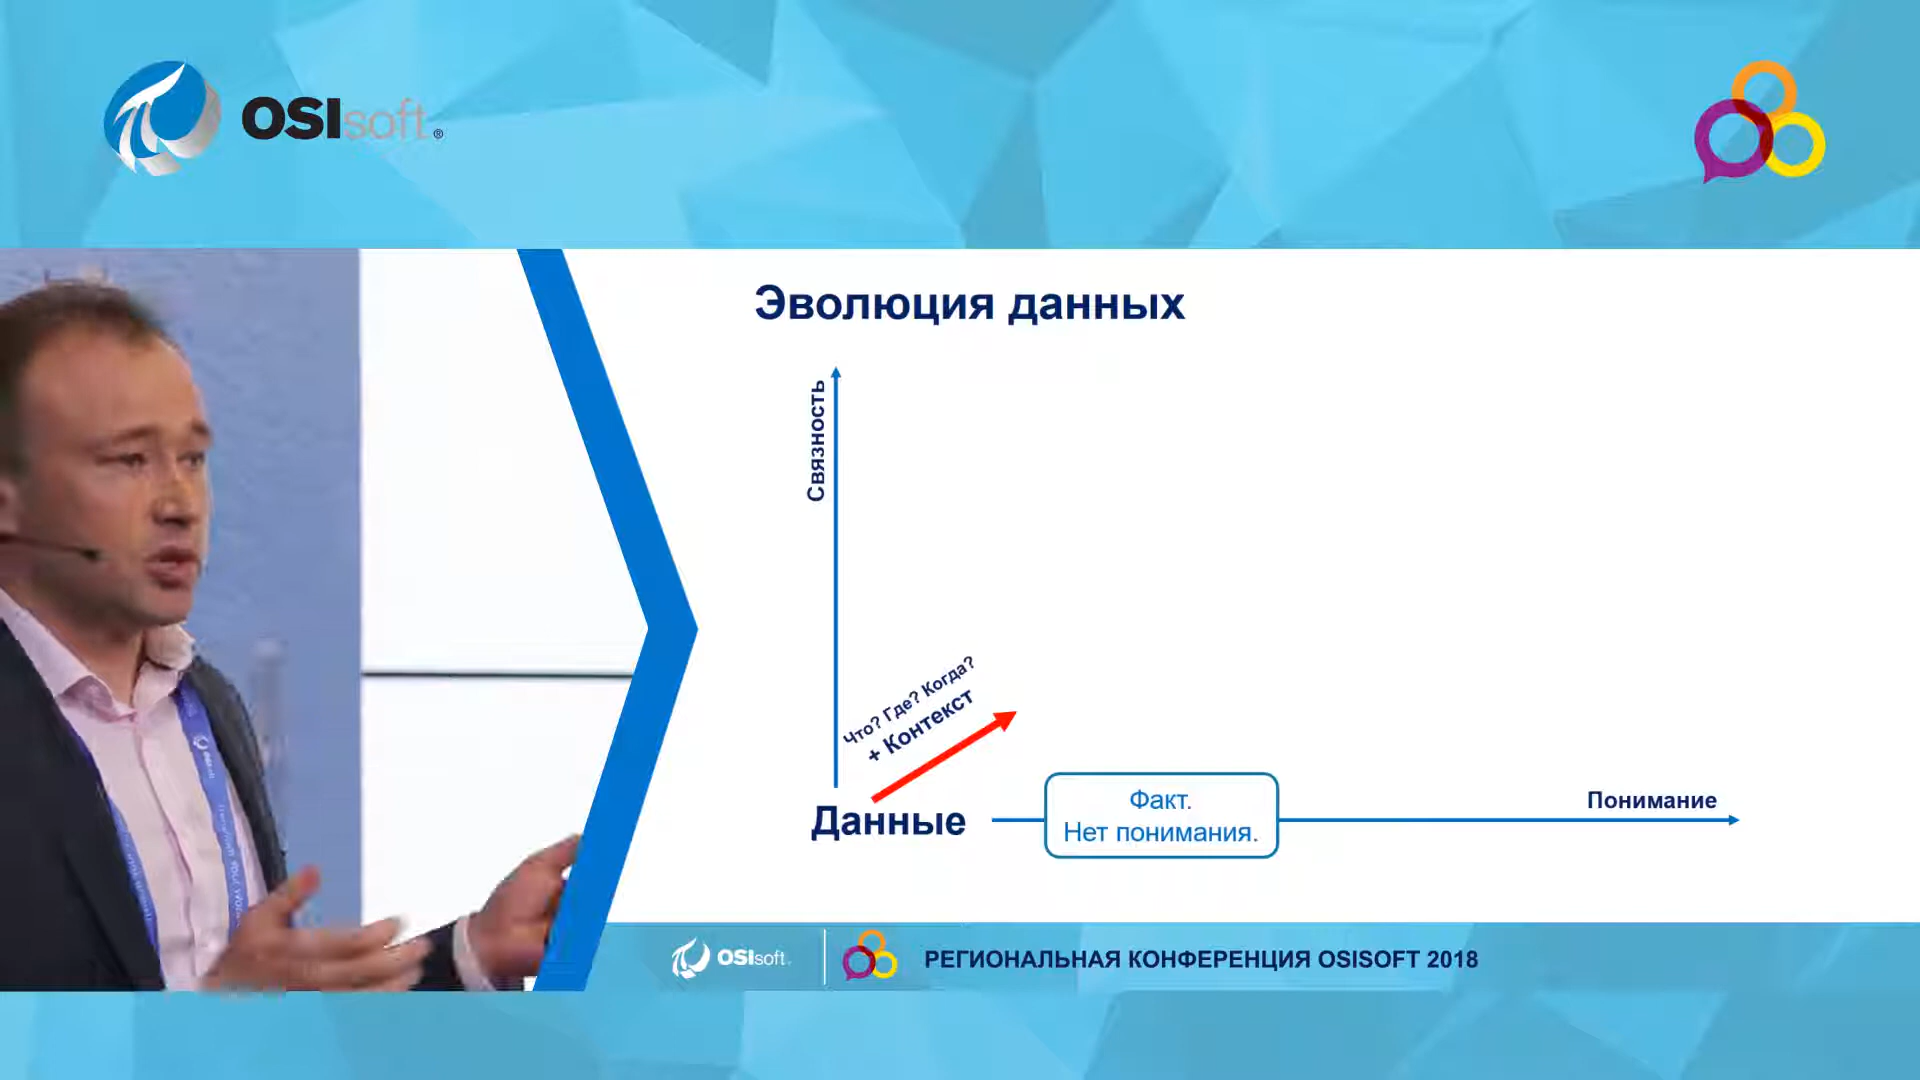 OSIsoft®
Эволюция данных
Связность
Что? Где? Когда?
+ Контекст
Данные
Факт.
Нет понимания.
Понимание
OSIsoft
РЕГИОНАЛЬНАЯ КОНФЕРЕНЦИЯ OSISOFT 2018